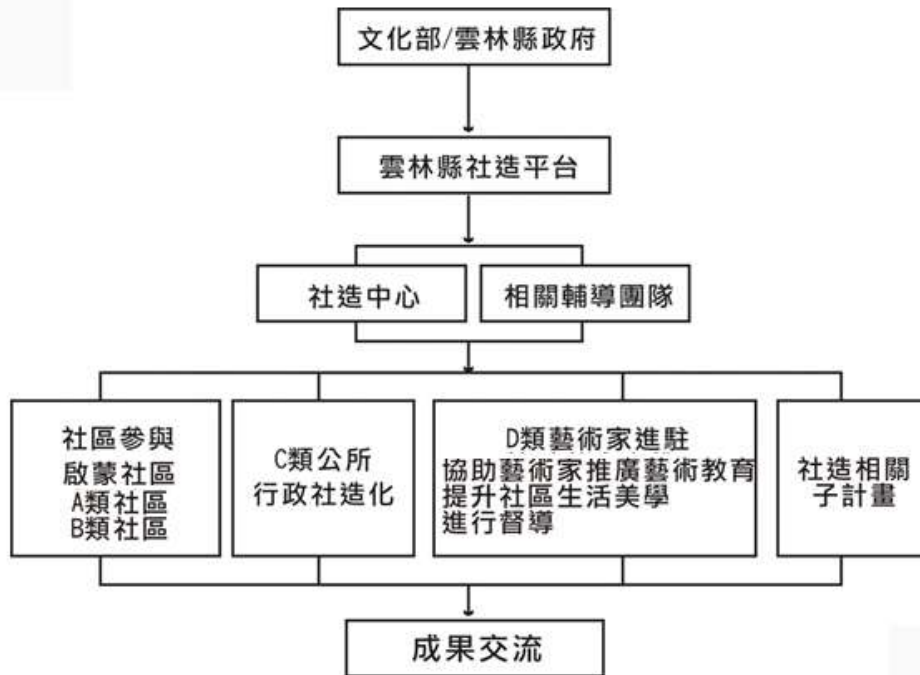 文化部/雲林縣政府
雲林縣社造平台
社造中心
相關輔導團隊
社區參與
啟蒙社區
A類社區
B類社區
C類公所
行政社造化
D類藝術家進駐
協助藝術家推廣藝術教育
提升社區生活美學
進行督導
社造相關
子計畫
成果交流